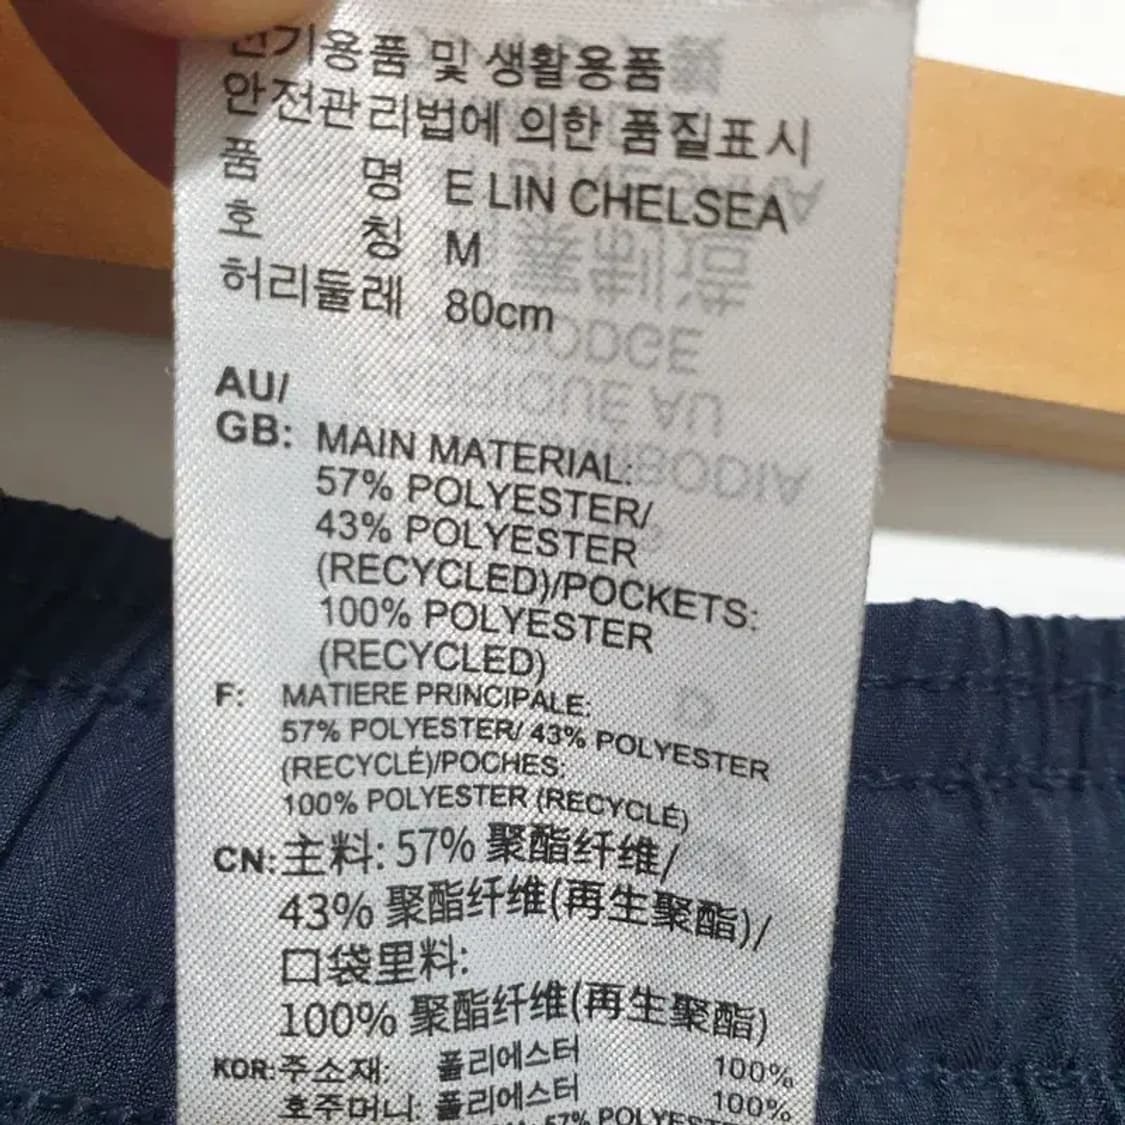 전기용품 및 생활용품
안전관리법에 의한 품질표시
품 명 E LIN CHELSEA
호 칭 M
허리둘레 80cm
AU/
GB: MAIN MATERIAL:
57% POLYESTER/
43% POLYESTER
(RECYCLED)/POCKETS:
100% POLYESTER
(RECYCLED)
F: MATIERE PRINCIPALE:
57% POLYESTER/ 43% POLYESTER
(RECYCLÉ)/POCHES:
100% POLYESTER (RECYCLÉ)
CN: 主料: 57% 聚酯纤维/
43% 聚酯纤维(再生聚酯)/
口袋里料:
100% 聚酯纤维(再生聚酯)
KOR: 주소재: 폴리에스터 100%
호주머니: 폴리에스터 100%
57% POLYEST